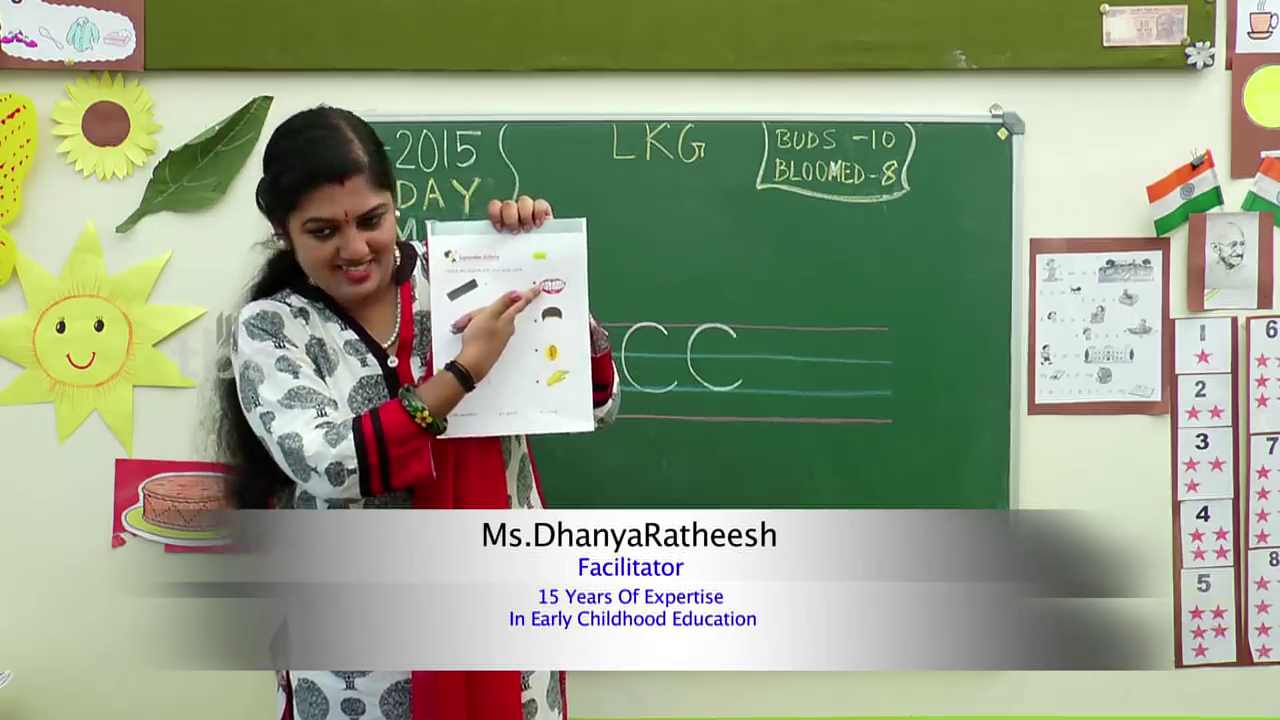 -2015
LKG
BUDS -10
BLOOMED-8
DAY
CC
1
2
3
4
5
6
7
8
Ms.DhanyaRatheesh
Facilitator
15 Years Of Expertise
In Early Childhood Education